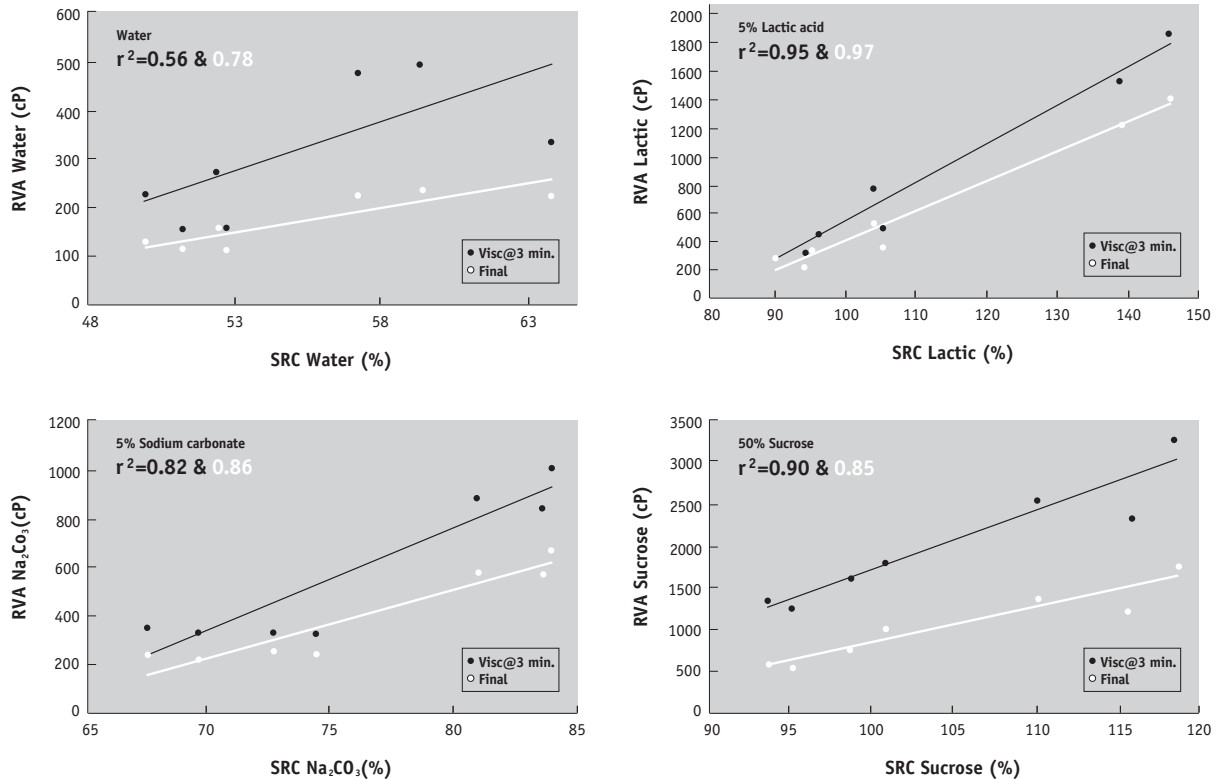 600
500
400
300
200
100
0
RVA Water (cP)
Water
r²=0.56 & 0.78
Visc@3 min.
Final
48 53 58 63
SRC Water (%)
2000
1800
1600
1400
1200
1000
800
600
400
200
0
RVA Lactic (cP)
5% Lactic acid
r²=0.95 & 0.97
Visc@3 min.
Final
80 90 100 110 120 130 140 150
SRC Lactic (%)
1200
1000
800
600
400
200
0
RVA Na₂Co₃(cP)
5% Sodium carbonate
r²=0.82 & 0.86
Visc@3 min.
Final
65 70 75 80 85
SRC Na₂CO₃(%)
3500
3000
2500
2000
1500
1000
500
0
RVA Sucrose (cP)
50% Sucrose
r²=0.90 & 0.85
Visc@3 min.
Final
90 95 100 105 110 115 120
SRC Sucrose (%)